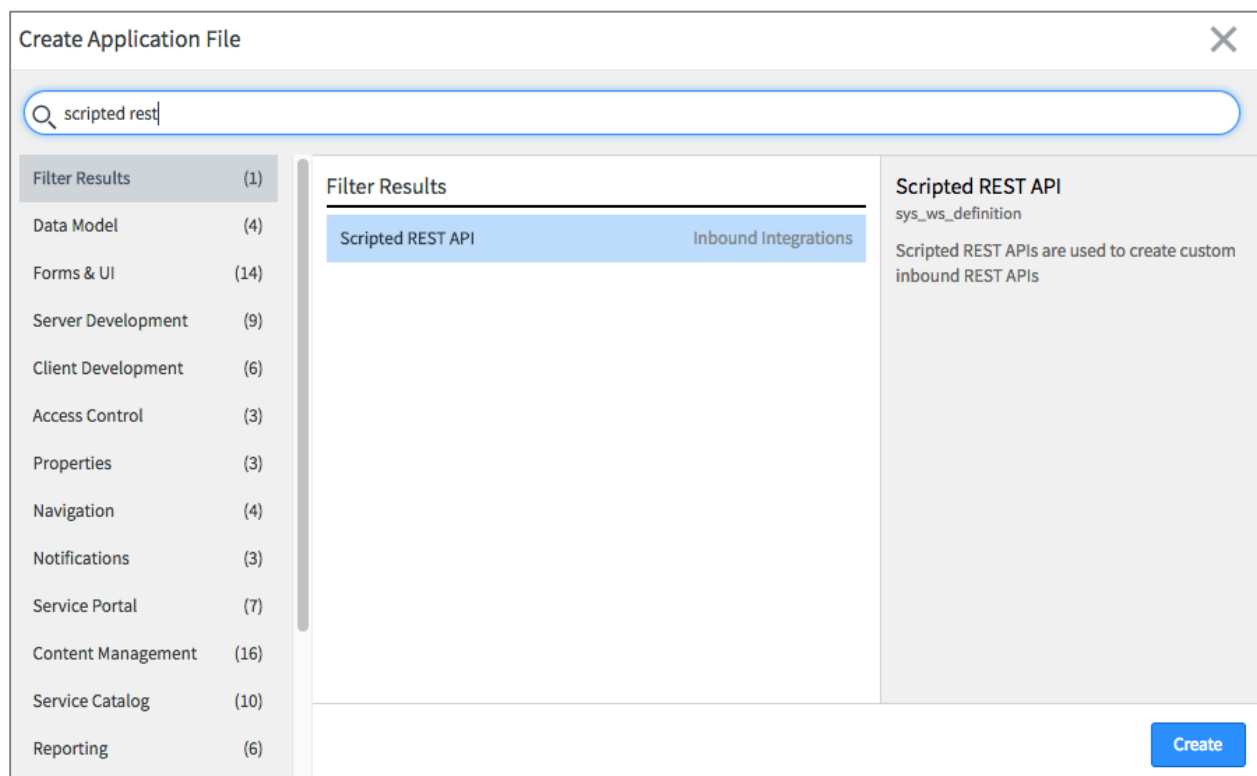 Create Application File
scripted rest
Filter Results (1)
Data Model (4)
Forms & UI (14)
Server Development (9)
Client Development (6)
Access Control (3)
Properties (3)
Navigation (4)
Notifications (3)
Service Portal (7)
Content Management (16)
Service Catalog (10)
Reporting (6)
Filter Results
Scripted REST API Inbound Integrations
Scripted REST API
sys_ws_definition
Scripted REST APIs are used to create custom
inbound REST APIs
Create